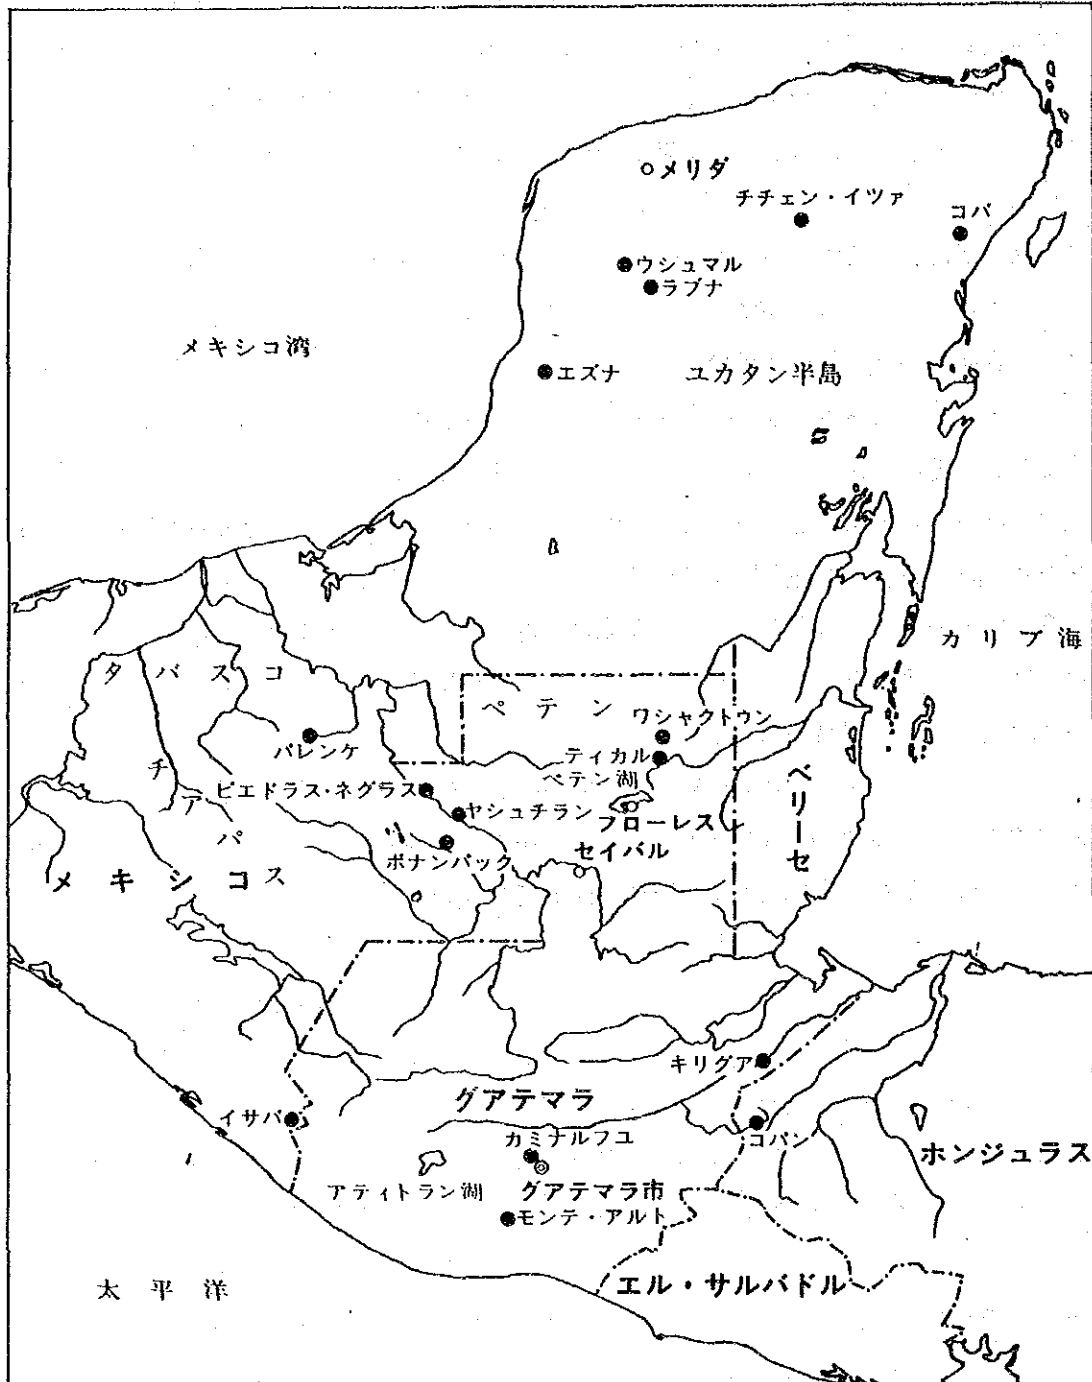 メリダ
チチェン・イツァ
コバ
ウシュマル
ラブナ
メキシコ湾
エズナ
ユカタン半島
カリブ海
タバスコ
ペテン
ワシャクトゥン
パレンケ
ティカル
ペテン湖
チアパス
ピエドラス・ネグラス
ベリーセ
ヤシュチラン
フローレス
ボナンパック
セイバル
メキシコ
キリグア
グアテマラ
イサパ
カミナルフユ
コパン
ホンジュラス
アティトラン湖
グアテマラ市
モンテ・アルト
エル・サルバドル
太平洋